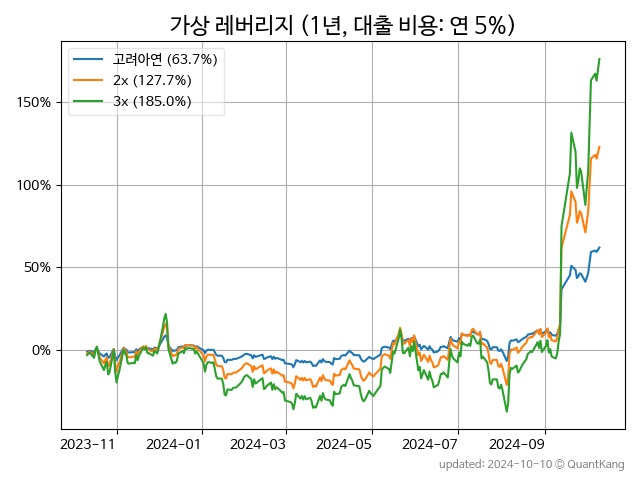 가상 레버리지 (1년, 대출 비용: 연 5%)
고려아연 (63.7%)
2x (127.7%)
3x (185.0%)
150%
100%
50%
0%
2023-11 2024-01 2024-03 2024-05 2024-07 2024-09
updated: 2024-10-10 © QuantKang